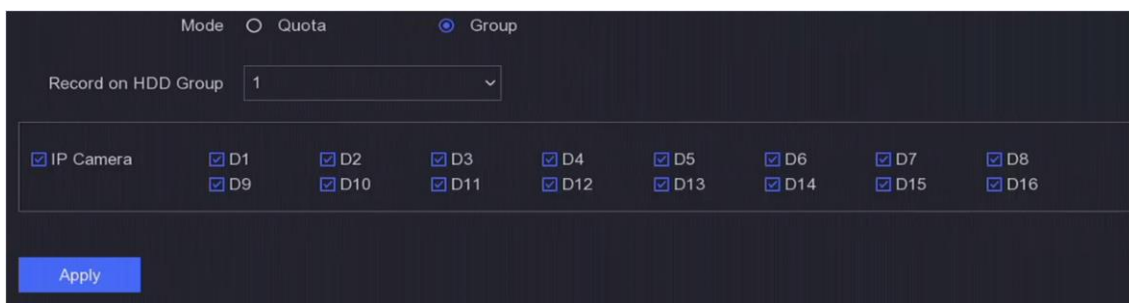 Mode Quota Group
Record on HDD Group 1
IP Camera D1 D2 D3 D4 D5 D6 D7 D8
D9 D10 D11 D12 D13 D14 D15 D16
Apply